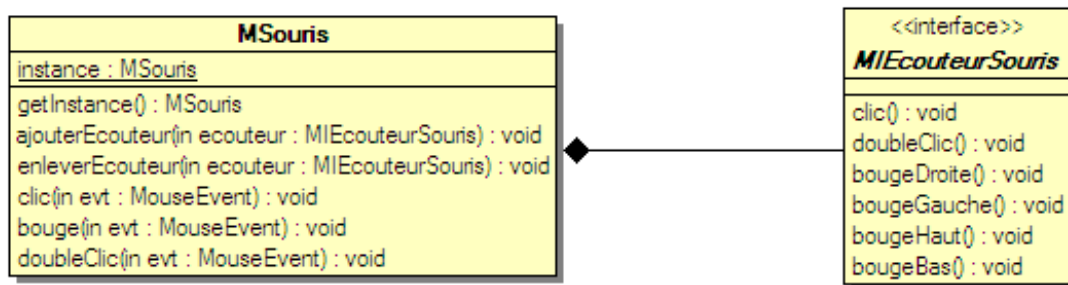 MSouris
instance : MSouris
getInstance() : MSouris
ajouterEcouteur(in ecouteur : MIEcouteurSouris) : void
enleverEcouteur(in ecouteur : MIEcouteurSouris) : void
clic(in evt : MouseEvent) : void
bouge(in evt : MouseEvent) : void
doubleClic(in evt : MouseEvent) : void
<<interface>>
MIEcouteurSouris
clic() : void
doubleClic() : void
bougeDroite() : void
bougeGauche() : void
bougeHaut() : void
bougeBas() : void